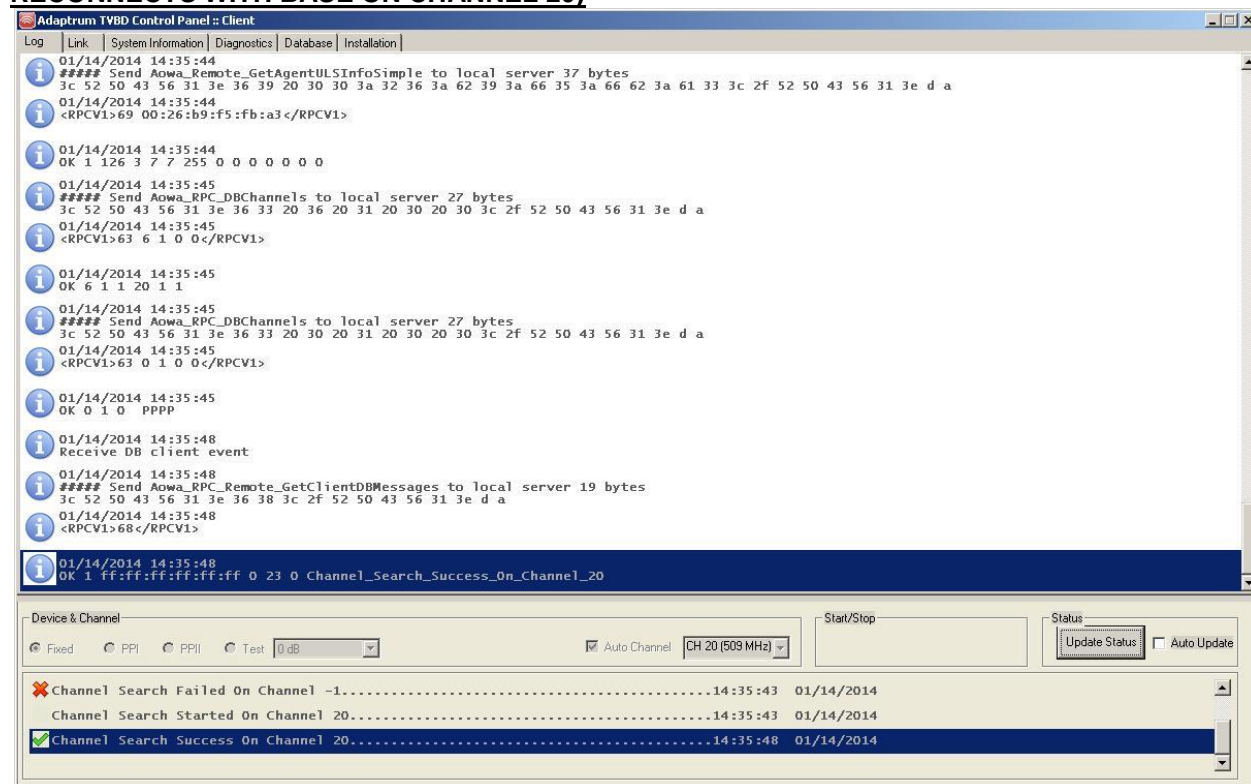 RECONNECTS WITH BASE ON CHANNEL 20)
Adaptrum TVBD Control Panel :: Client
Log Link System Information Diagnostics Database Installation
01/14/2014 14:35:44
##### Send Aowa_Remote_GetAgentULSInfoSimple to local server 37 bytes
3c 52 50 43 56 31 3e 36 39 20 30 30 3a 32 36 3a 62 39 3a 66 35 3a 66 62 3a 61 33 3c 2f 52 50 43 56 31 3e d a
01/14/2014 14:35:44
<RPCV1>69 00:26:b9:f5:fb:a3</RPCV1>
01/14/2014 14:35:44
OK 1 126 3 7 7 255 0 0 0 0 0 0 0
01/14/2014 14:35:45
##### Send Aowa_RPC_DBChannels to local server 27 bytes
3c 52 50 43 56 31 3e 36 33 20 36 20 31 20 30 20 30 3c 2f 52 50 43 56 31 3e d a
01/14/2014 14:35:45
<RPCV1>63 6 1 0 0</RPCV1>
01/14/2014 14:35:45
OK 6 1 1 20 1 1
01/14/2014 14:35:45
##### Send Aowa_RPC_DBChannels to local server 27 bytes
3c 52 50 43 56 31 3e 36 33 20 30 20 31 20 30 20 30 3c 2f 52 50 43 56 31 3e d a
01/14/2014 14:35:45
<RPCV1>63 0 1 0 0</RPCV1>
01/14/2014 14:35:45
OK 0 1 0 PPPP
01/14/2014 14:35:48
Receive DB client event
01/14/2014 14:35:48
##### Send Aowa_RPC_Remote_GetClientDBMessages to local server 19 bytes
3c 52 50 43 56 31 3e 36 38 3c 2f 52 50 43 56 31 3e d a
01/14/2014 14:35:48
<RPCV1>68</RPCV1>
01/14/2014 14:35:48
OK 1 ff:ff:ff:ff:ff:ff 0 23 0 Channel_Search_Success_On_Channel_20
Device & Channel Start/Stop Status
Fixed PPI PPII Test 0 dB Auto Channel CH 20 (509 MHz) Update Status Auto Update
Channel Search Failed On Channel -1.............................................14:35:43 01/14/2014
Channel Search Started On Channel 20............................................14:35:43 01/14/2014
Channel Search Success On Channel 20............................................14:35:48 01/14/2014